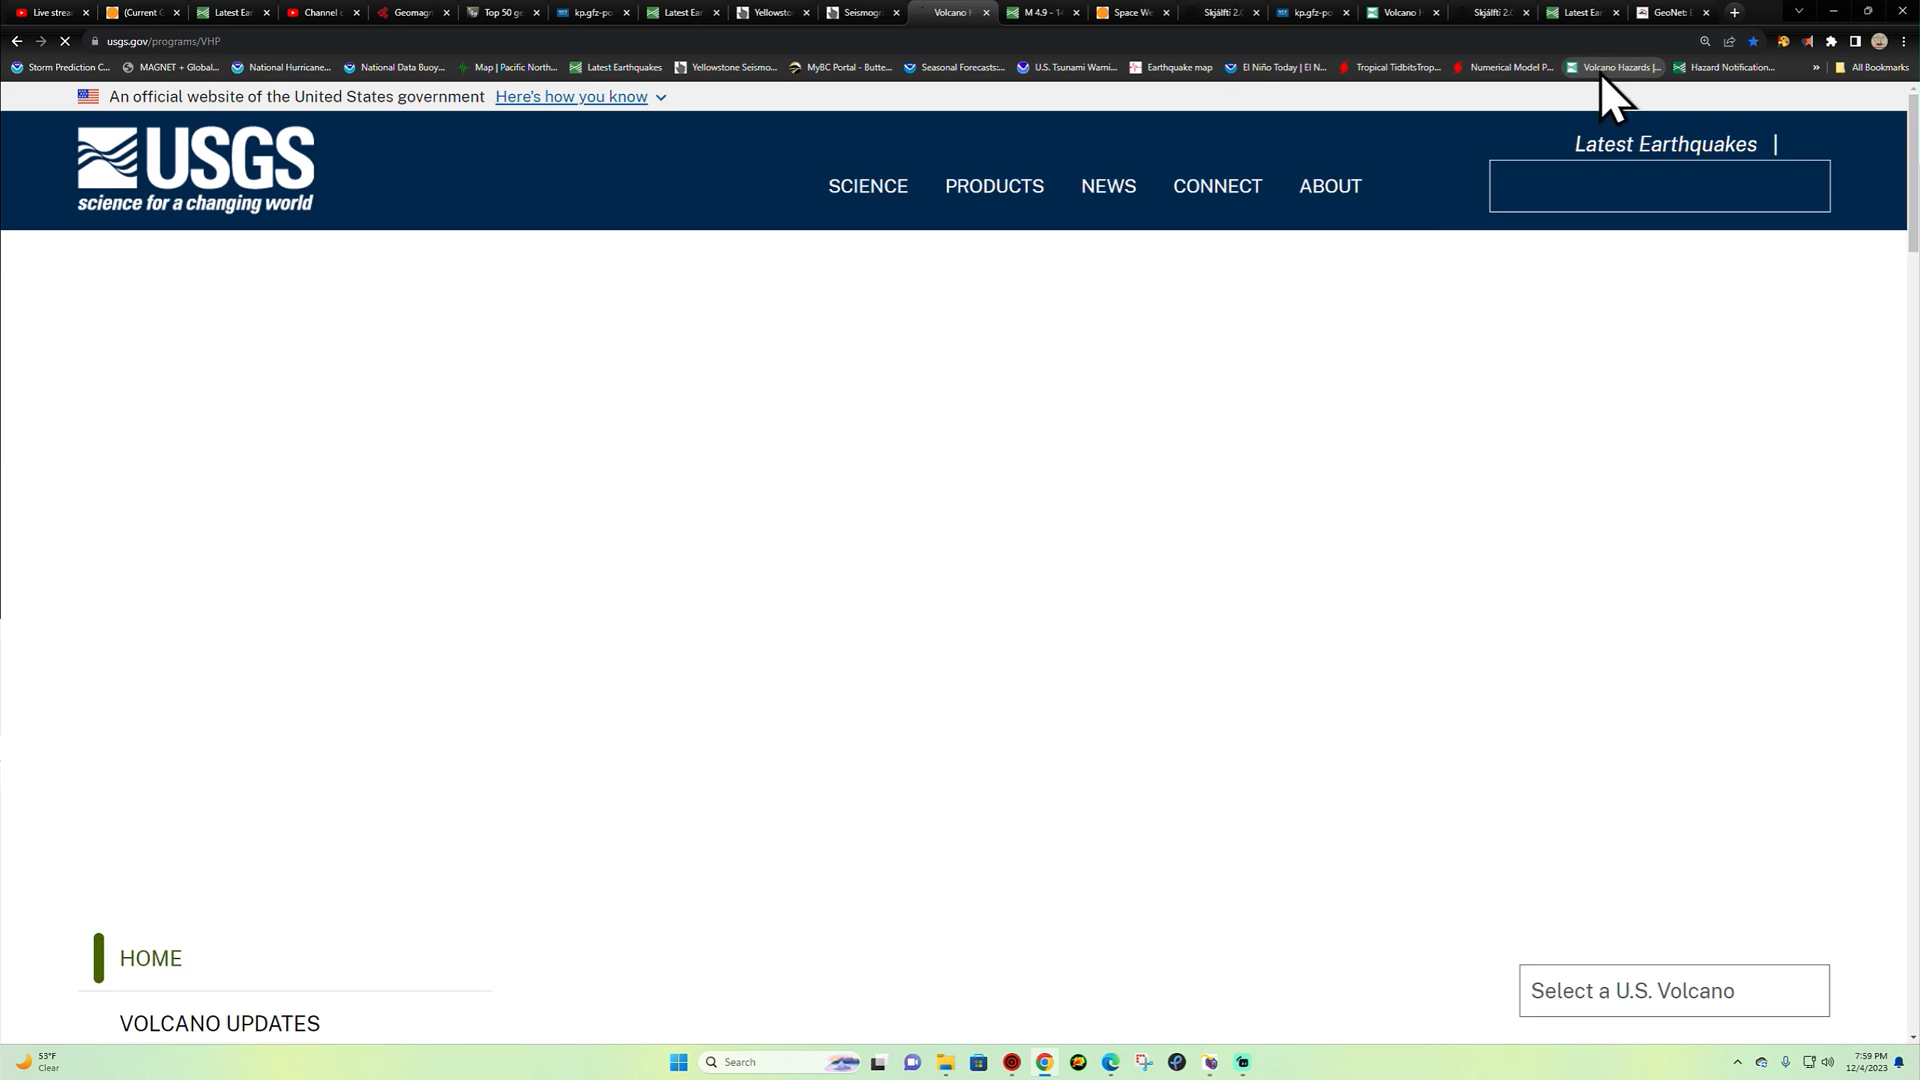 Live strea (Current G Latest Ear Channel c Geomagn Top 50 ge kp.gfz-po Latest Ear Yellowsto Seismogr Volcano H M 4.9 - 14 Space We Skjálfti 2.0 kp.gfz-po Volcano H Skjálfti 2.0 Latest Ear GeoNet: E
usgs.gov/programs/VHP
Storm Prediction C... MAGNET + Global... National Hurricane... National Data Buoy... Map | Pacific North... Latest Earthquakes Yellowstone Seismo... MyBC Portal - Butte... Seasonal Forecasts:... U.S. Tsunami Warni... Earthquake map El Niño Today | El N... Tropical TidbitsTrop... Numerical Model P... Volcano Hazards |... Hazard Notification... » All Bookmarks
An official website of the United States government Here's how you know
USGS
science for a changing world
SCIENCE PRODUCTS NEWS CONNECT ABOUT
Latest Earthquakes |
HOME
VOLCANO UPDATES
Select a U.S. Volcano
53°F
Clear
Search
7:59 PM
12/4/2023